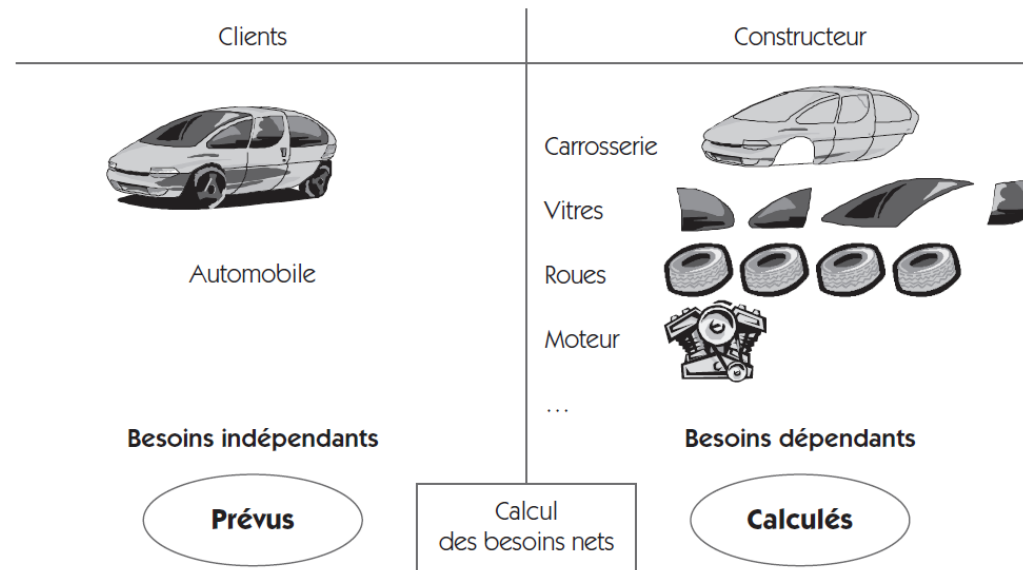 Clients
Constructeur
Automobile
Carrosserie
Vitres
Roues
Moteur
...
Besoins indépendants
Besoins dépendants
Prévus
Calcul
des besoins nets
Calculés